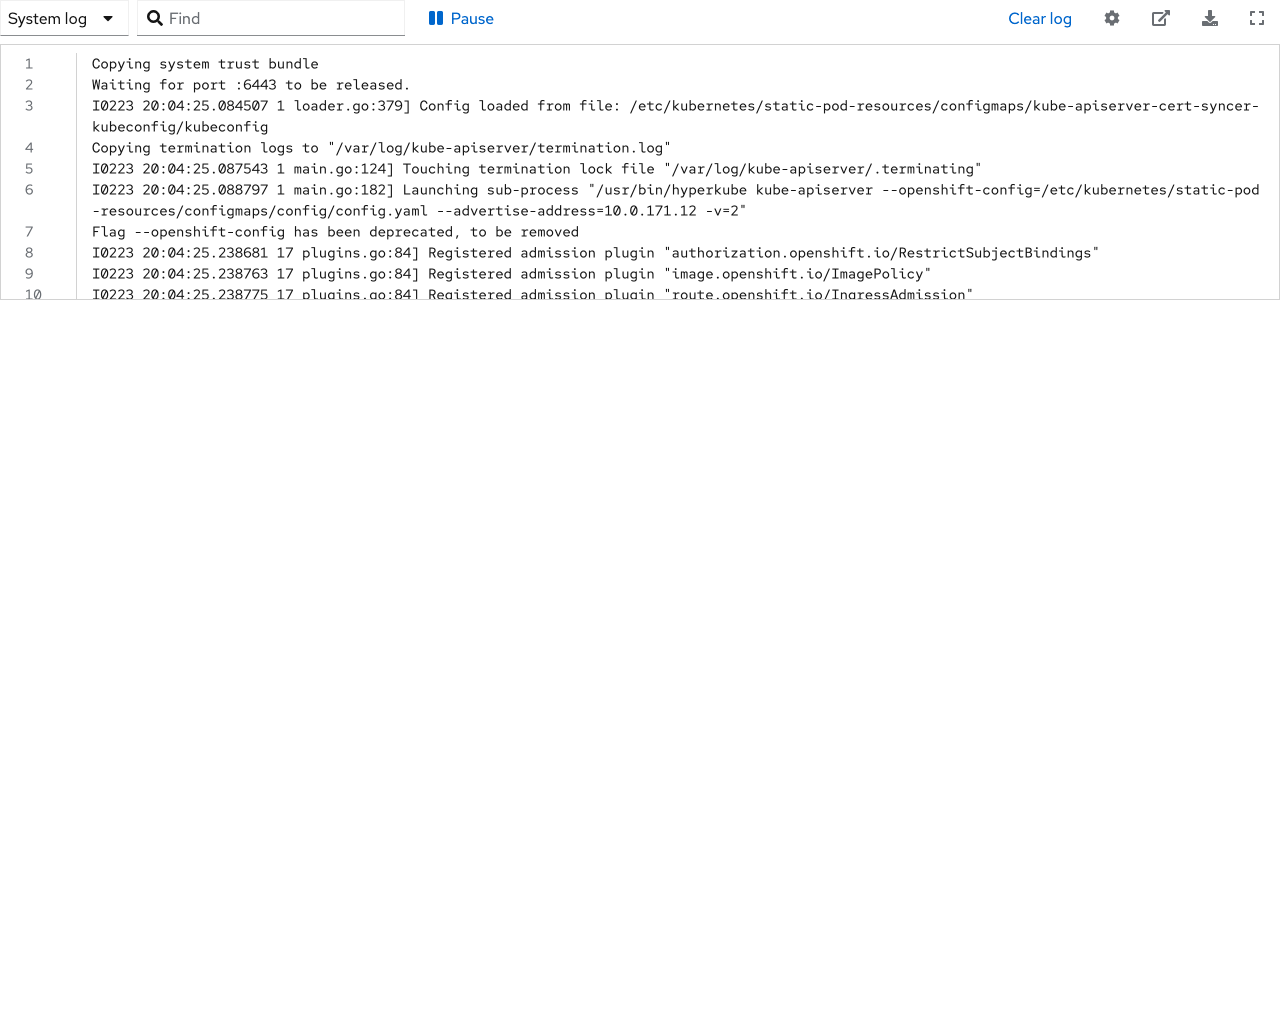 System log
Find
Pause
Clear log
1 Copying system trust bundle
2 Waiting for port :6443 to be released.
3 I0223 20:04:25.084507 1 loader.go:379] Config loaded from file: /etc/kubernetes/static-pod-resources/configmaps/kube-apiserver-cert-syncer-
kubeconfig/kubeconfig
4 Copying termination logs to "/var/log/kube-apiserver/termination.log"
5 I0223 20:04:25.087543 1 main.go:124] Touching termination lock file "/var/log/kube-apiserver/.terminating"
6 I0223 20:04:25.088797 1 main.go:182] Launching sub-process "/usr/bin/hyperkube kube-apiserver --openshift-config=/etc/kubernetes/static-pod
-resources/configmaps/config/config.yaml --advertise-address=10.0.171.12 -v=2"
7 Flag --openshift-config has been deprecated, to be removed
8 I0223 20:04:25.238681 17 plugins.go:84] Registered admission plugin "authorization.openshift.io/RestrictSubjectBindings"
9 I0223 20:04:25.238763 17 plugins.go:84] Registered admission plugin "image.openshift.io/ImagePolicy"
10 I0223 20:04:25.238775 17 plugins.go:84] Registered admission plugin "route.openshift.io/IngressAdmission"